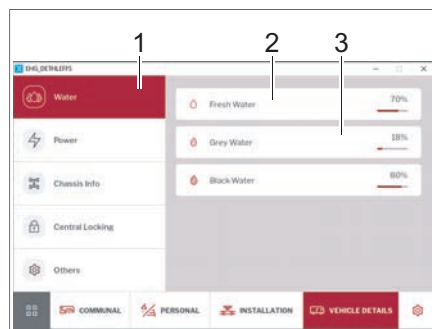 1 2 3
EHG_DETHLEFFS
Water
Fresh Water 70%
Power
Grey Water 18%
Chassis Info
Black Water 80%
Central Locking
Others
COMMUNAL PERSONAL INSTALLATION VEHICLE DETAILS